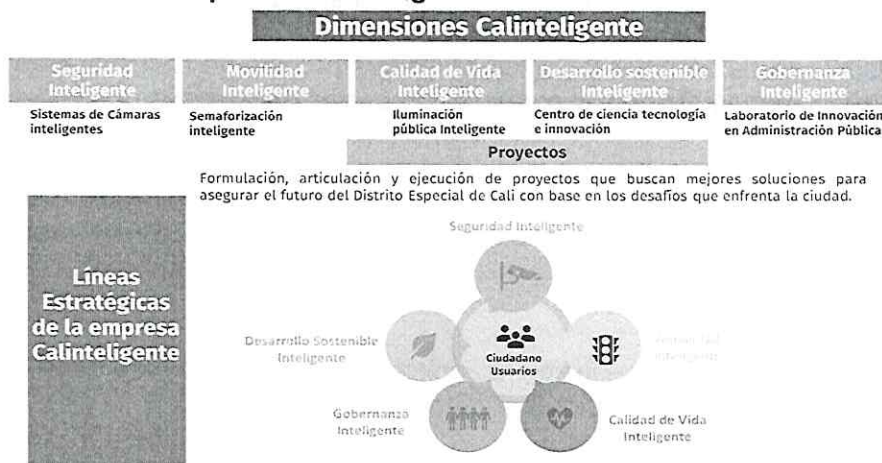 Dimensiones Calinteligente
Seguridad
Inteligente
Movilidad
Inteligente
Calidad de Vida
Inteligente
Desarrollo sostenible
Inteligente
Gobernanza
Inteligente
Sistemas de Cámaras
inteligentes
Semaforización
inteligente
Iluminación
pública Inteligente
Centro de ciencia tecnología
e innovación
Laboratorio de Innovación
en Administración Pública
Proyectos
Formulación, articulación y ejecución de proyectos que buscan mejores soluciones para
asegurar el futuro del Distrito Especial de Cali con base en los desafíos que enfrenta la ciudad.
Líneas
Estratégicas
de la empresa
Calinteligente
Seguridad Inteligente
Desarrollo Sostenible
Inteligente
Ciudadano
Usuarios
Inteligente
Gobernanza
Inteligente
Calidad de Vida
Inteligente